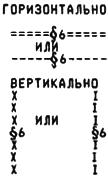 ГОРИЗОНТАЛЬНО
=====§6===
ИЛИ
-----§6---
ВЕРТИКАЛЬНО
X I
X I
X ИЛИ I
§6 §6
X I
X I
X I